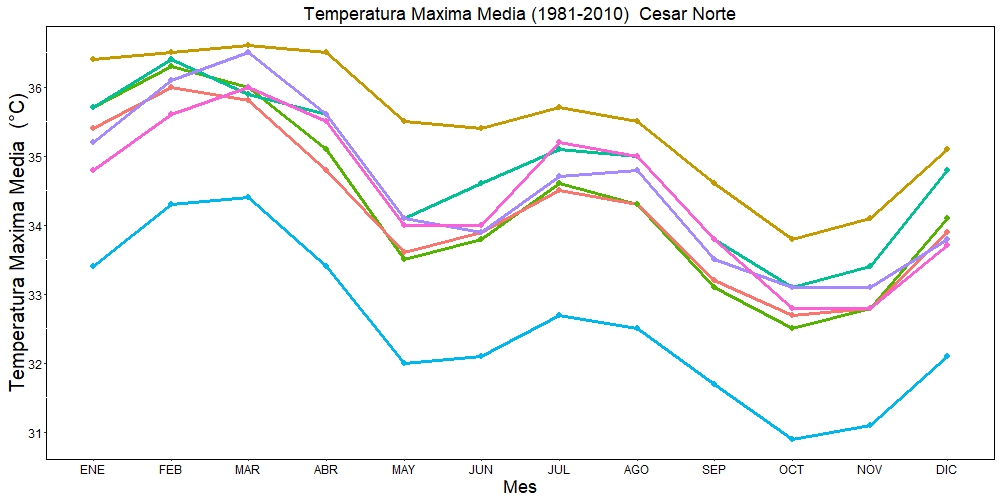 Temperatura Maxima Media (1981-2010)  Cesar Norte
Temperatura Maxima Media  (°C)
36
35
34
33
32
31
ENE FEB MAR ABR MAY JUN JUL AGO SEP OCT NOV DIC
Mes